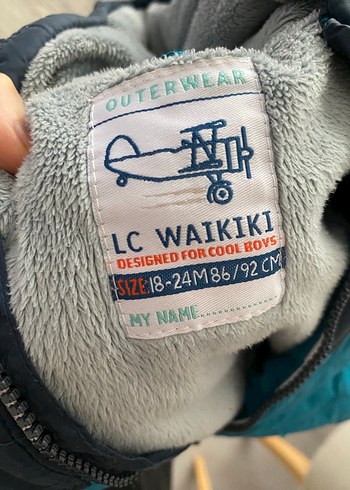 OUTERWEAR
LC WAIKIKI
DESIGNED FOR COOL BOYS
SIZE: 18-24M 86/92 CM
MY NAME..............